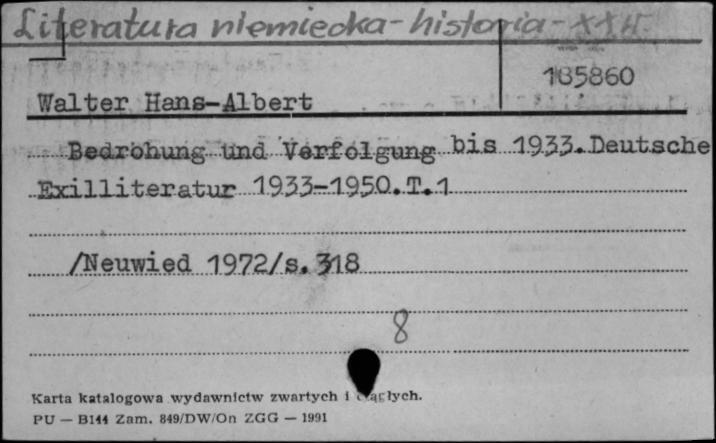 Literatura niemiecka - historia - XX w.
185860
Walter Hans-Albert
Bedrohung und Verfolgung bis 1933. Deutsche
Exilliteratur 1933-1950. T.1
/Neuwied 1972/s. 318
8
Karta katalogowa wydawnictw zwartych i ciągłych.
PU — B144 Zam. 849/DW/On ZGG — 1991